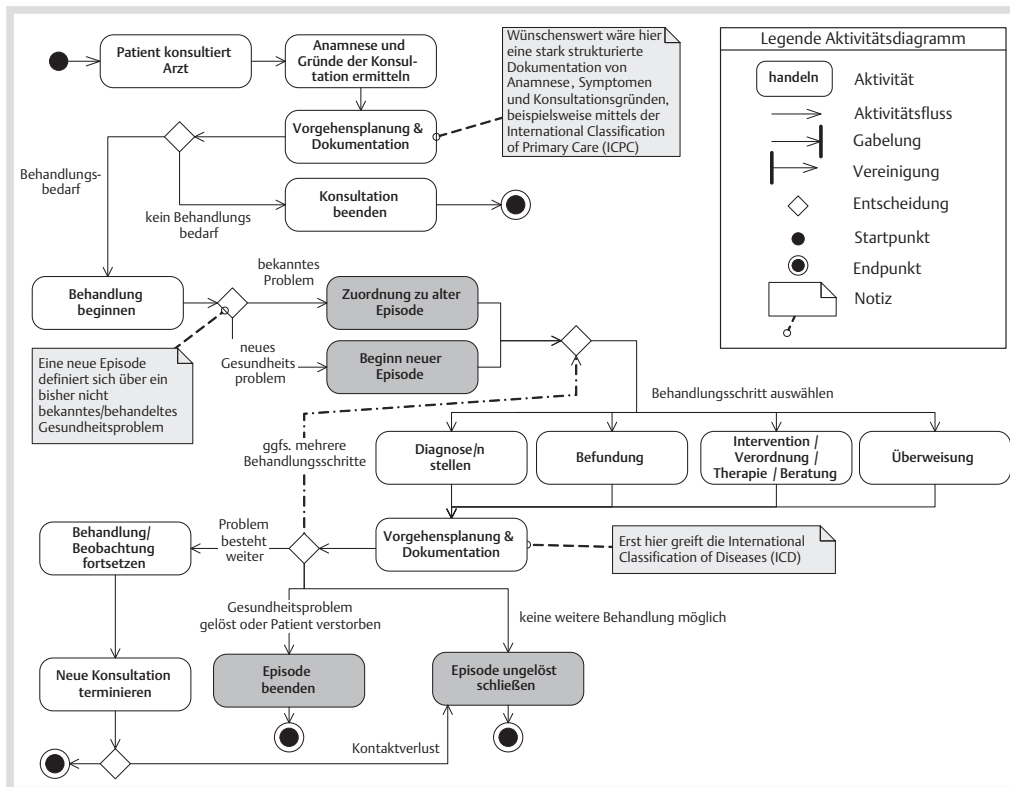 Patient konsultiert
Arzt
Anamnese und
Gründe der Konsul-
tation ermitteln
Wünschenswert wäre hier
eine stark strukturierte
Dokumentation von
Anamnese, Symptomen
und Konsultationsgründen,
beispielsweise mittels der
International Classification
of Primary Care (ICPC)
Vorgehensplanung &
Dokumentation
Behandlungs-
bedarf
kein Behandlungs
bedarf
Konsultation
beenden
Legende Aktivitätsdiagramm
handeln
Aktivität
Aktivitätsfluss
Gabelung
Vereinigung
Entscheidung
Startpunkt
Endpunkt
Notiz
Behandlung
beginnen
bekanntes
Problem
Zuordnung zu alter
Episode
neues
Gesundheits
problem
Beginn neuer
Episode
Eine neue Episode
definiert sich über ein
bisher nicht
bekanntes/behandeltes
Gesundheitsproblem
Behandlungsschritt auswählen
ggfs. mehrere
Behandlungsschritte
Diagnose/n
stellen
Befundung
Intervention /
Verordnung /
Therapie / Beratung
Überweisung
Behandlung/
Beobachtung
fortsetzen
Problem
besteht
weiter
Vorgehensplanung &
Dokumentation
Erst hier greift die International
Classification of Diseases (ICD)
Gesundheitsproblem
gelöst oder Patient verstorben
keine weitere Behandlung möglich
Neue Konsultation
terminieren
Episode
beenden
Episode ungelöst
schließen
Kontaktverlust